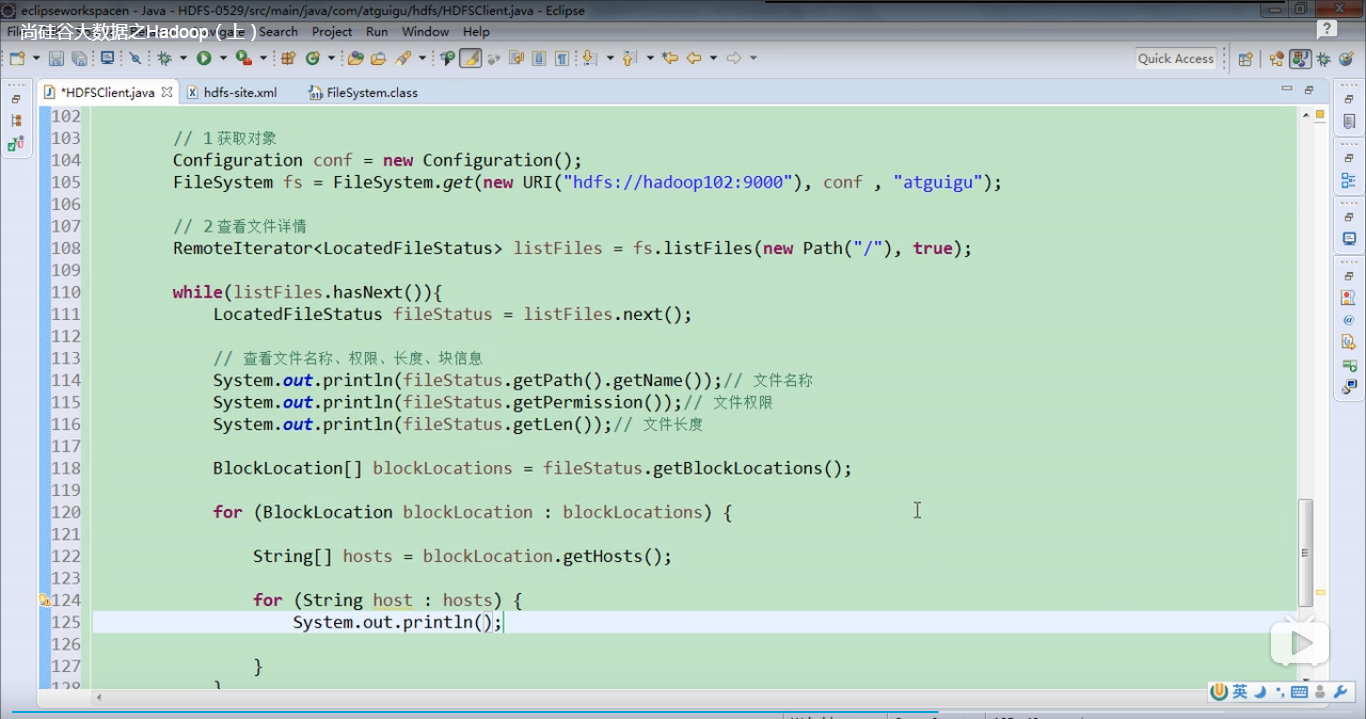 eclipseworkspacen - Java - HDFS-0529/src/main/java/com/atguigu/hdfs/HDFSClient.java - Eclipse
尚硅谷大数据之Hadoop（上）
Search Project Run Window Help
Quick Access
*HDFSClient.java hdfs-site.xml FileSystem.class
102
103 // 1 获取对象
104 Configuration conf = new Configuration();
105 FileSystem fs = FileSystem.get(new URI("hdfs://hadoop102:9000"), conf , "atguigu");
106
107 // 2 查看文件详情
108 RemoteIterator<LocatedFileStatus> listFiles = fs.listFiles(new Path("/"), true);
109
110 while(listFiles.hasNext()){
111 LocatedFileStatus fileStatus = listFiles.next();
112
113 // 查看文件名称、权限、长度、块信息
114 System.out.println(fileStatus.getPath().getName());// 文件名称
115 System.out.println(fileStatus.getPermission());// 文件权限
116 System.out.println(fileStatus.getLen());// 文件长度
117
118 BlockLocation[] blockLocations = fileStatus.getBlockLocations();
119
120 for (BlockLocation blockLocation : blockLocations) {
121
122 String[] hosts = blockLocation.getHosts();
123
124 for (String host : hosts) {
125 System.out.println();
126
127 }
128 }
英